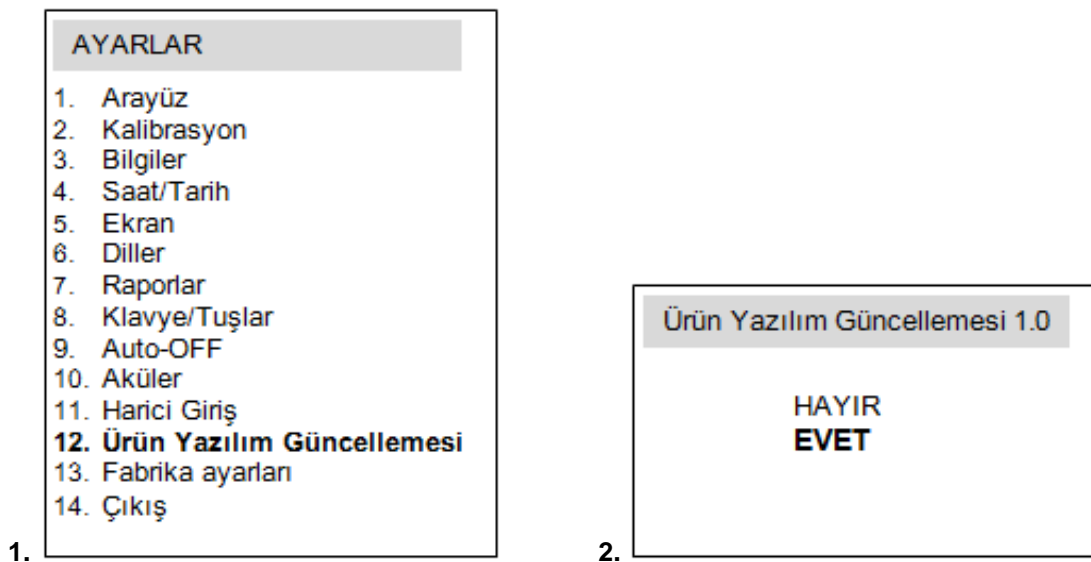 AYARLAR
1. Arayüz
2. Kalibrasyon
3. Bilgiler
4. Saat/Tarih
5. Ekran
6. Diller
7. Raporlar
8. Klavye/Tuşlar
9. Auto-OFF
10. Aküler
11. Harici Giriş
12. Ürün Yazılım Güncellemesi
13. Fabrika ayarları
14. Çıkış
1.
Ürün Yazılım Güncellemesi 1.0
HAYIR
EVET
2.